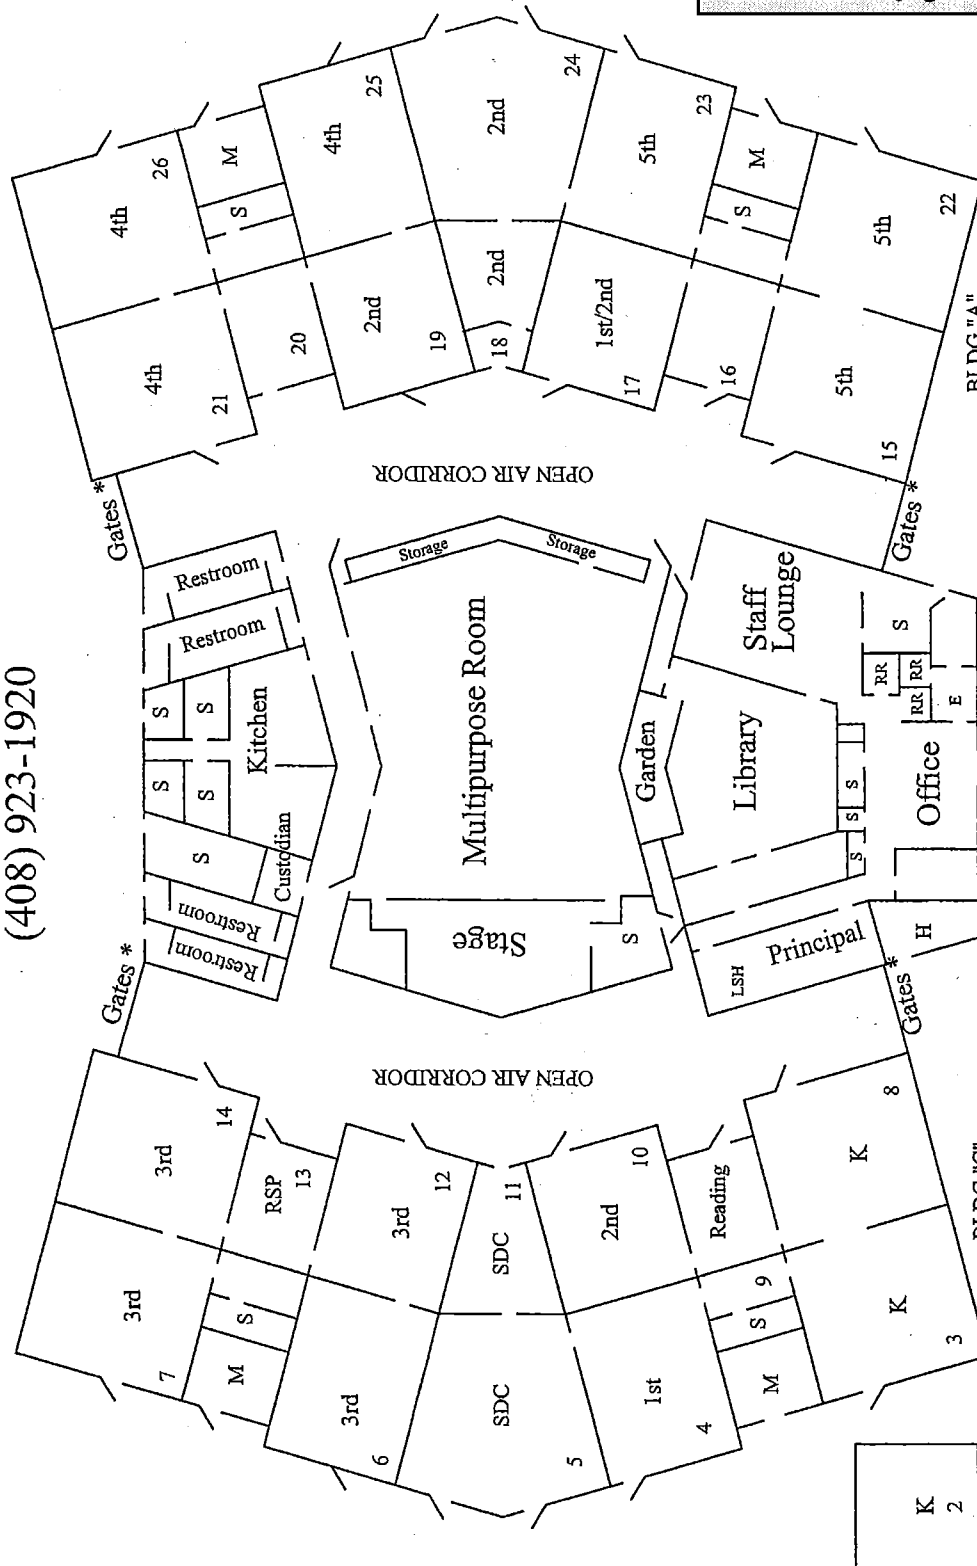 (408) 923-1920
Gates *
Gates *
3rd
7
3rd
14
M
S
RSP
13
3rd
6
3rd
12
SDC
5
SDC
11
1st
4
2nd
10
M
S
9
Reading
K
3
K
8
K
2
BLDG "C"
OPEN AIR CORRIDOR
Restroom
Restroom
S
Custodian
S
S
S
S
Kitchen
Restroom
Restroom
Stage
S
Multipurpose Room
Storage
Storage
Garden
LSH
Principal
Library
Staff
Lounge
S
S
S
RR
RR
RR
S
E
Office
H
Gates *
Gates *
OPEN AIR CORRIDOR
4th
21
4th
26
20
S
M
2nd
19
4th
25
18
2nd
2nd
24
1st/2nd
17
5th
23
16
S
M
5th
15
5th
22
BLDG "A"